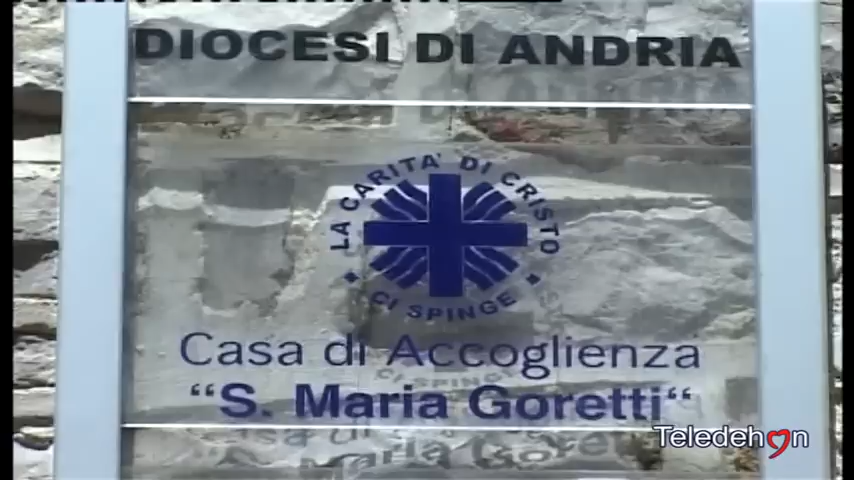 DIOCESI DI ANDRIA
LA CARITA' DI CRISTO
CI SPINGE
Casa di Accoglienza
“S. Maria Goretti“
Teledehon